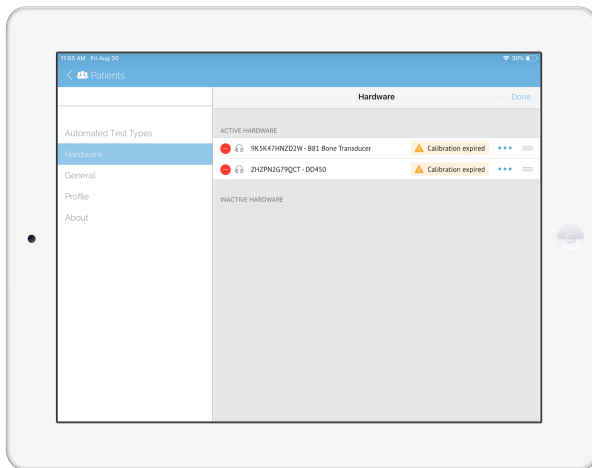 11:05 AM Fri Aug 30
30%
Patients
Hardware
Done
Automated Test Types
Hardware
General
Profile
About
ACTIVE HARDWARE
9K5K47HNZD2W - B81 Bone Transducer
Calibration expired
ZHZPN2G79QCT - DD450
Calibration expired
INACTIVE HARDWARE